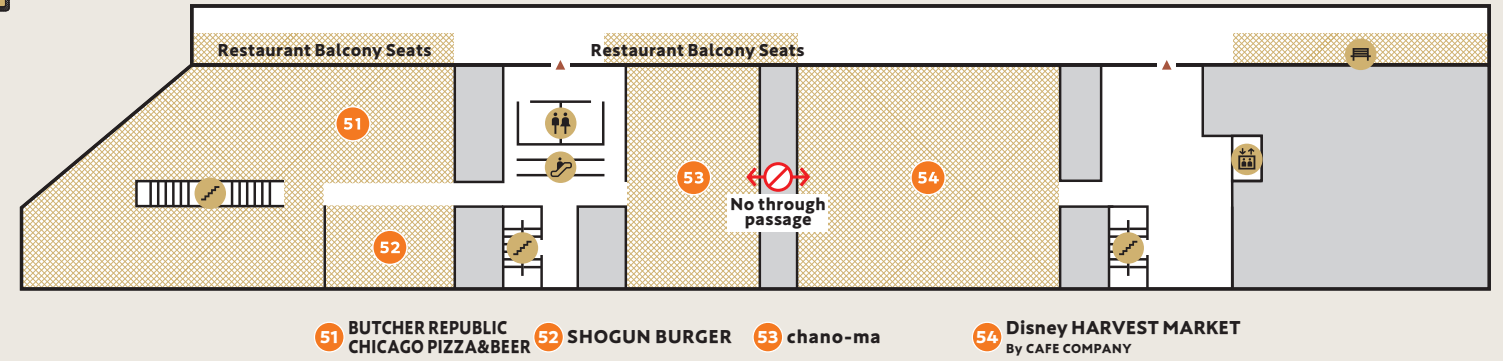 Restaurant Balcony Seats
Restaurant Balcony Seats
51
53
54
No through
passage
52
51 BUTCHER REPUBLIC
CHICAGO PIZZA&BEER
52 SHOGUN BURGER
53 chano-ma
54 Disney HARVEST MARKET
By CAFE COMPANY